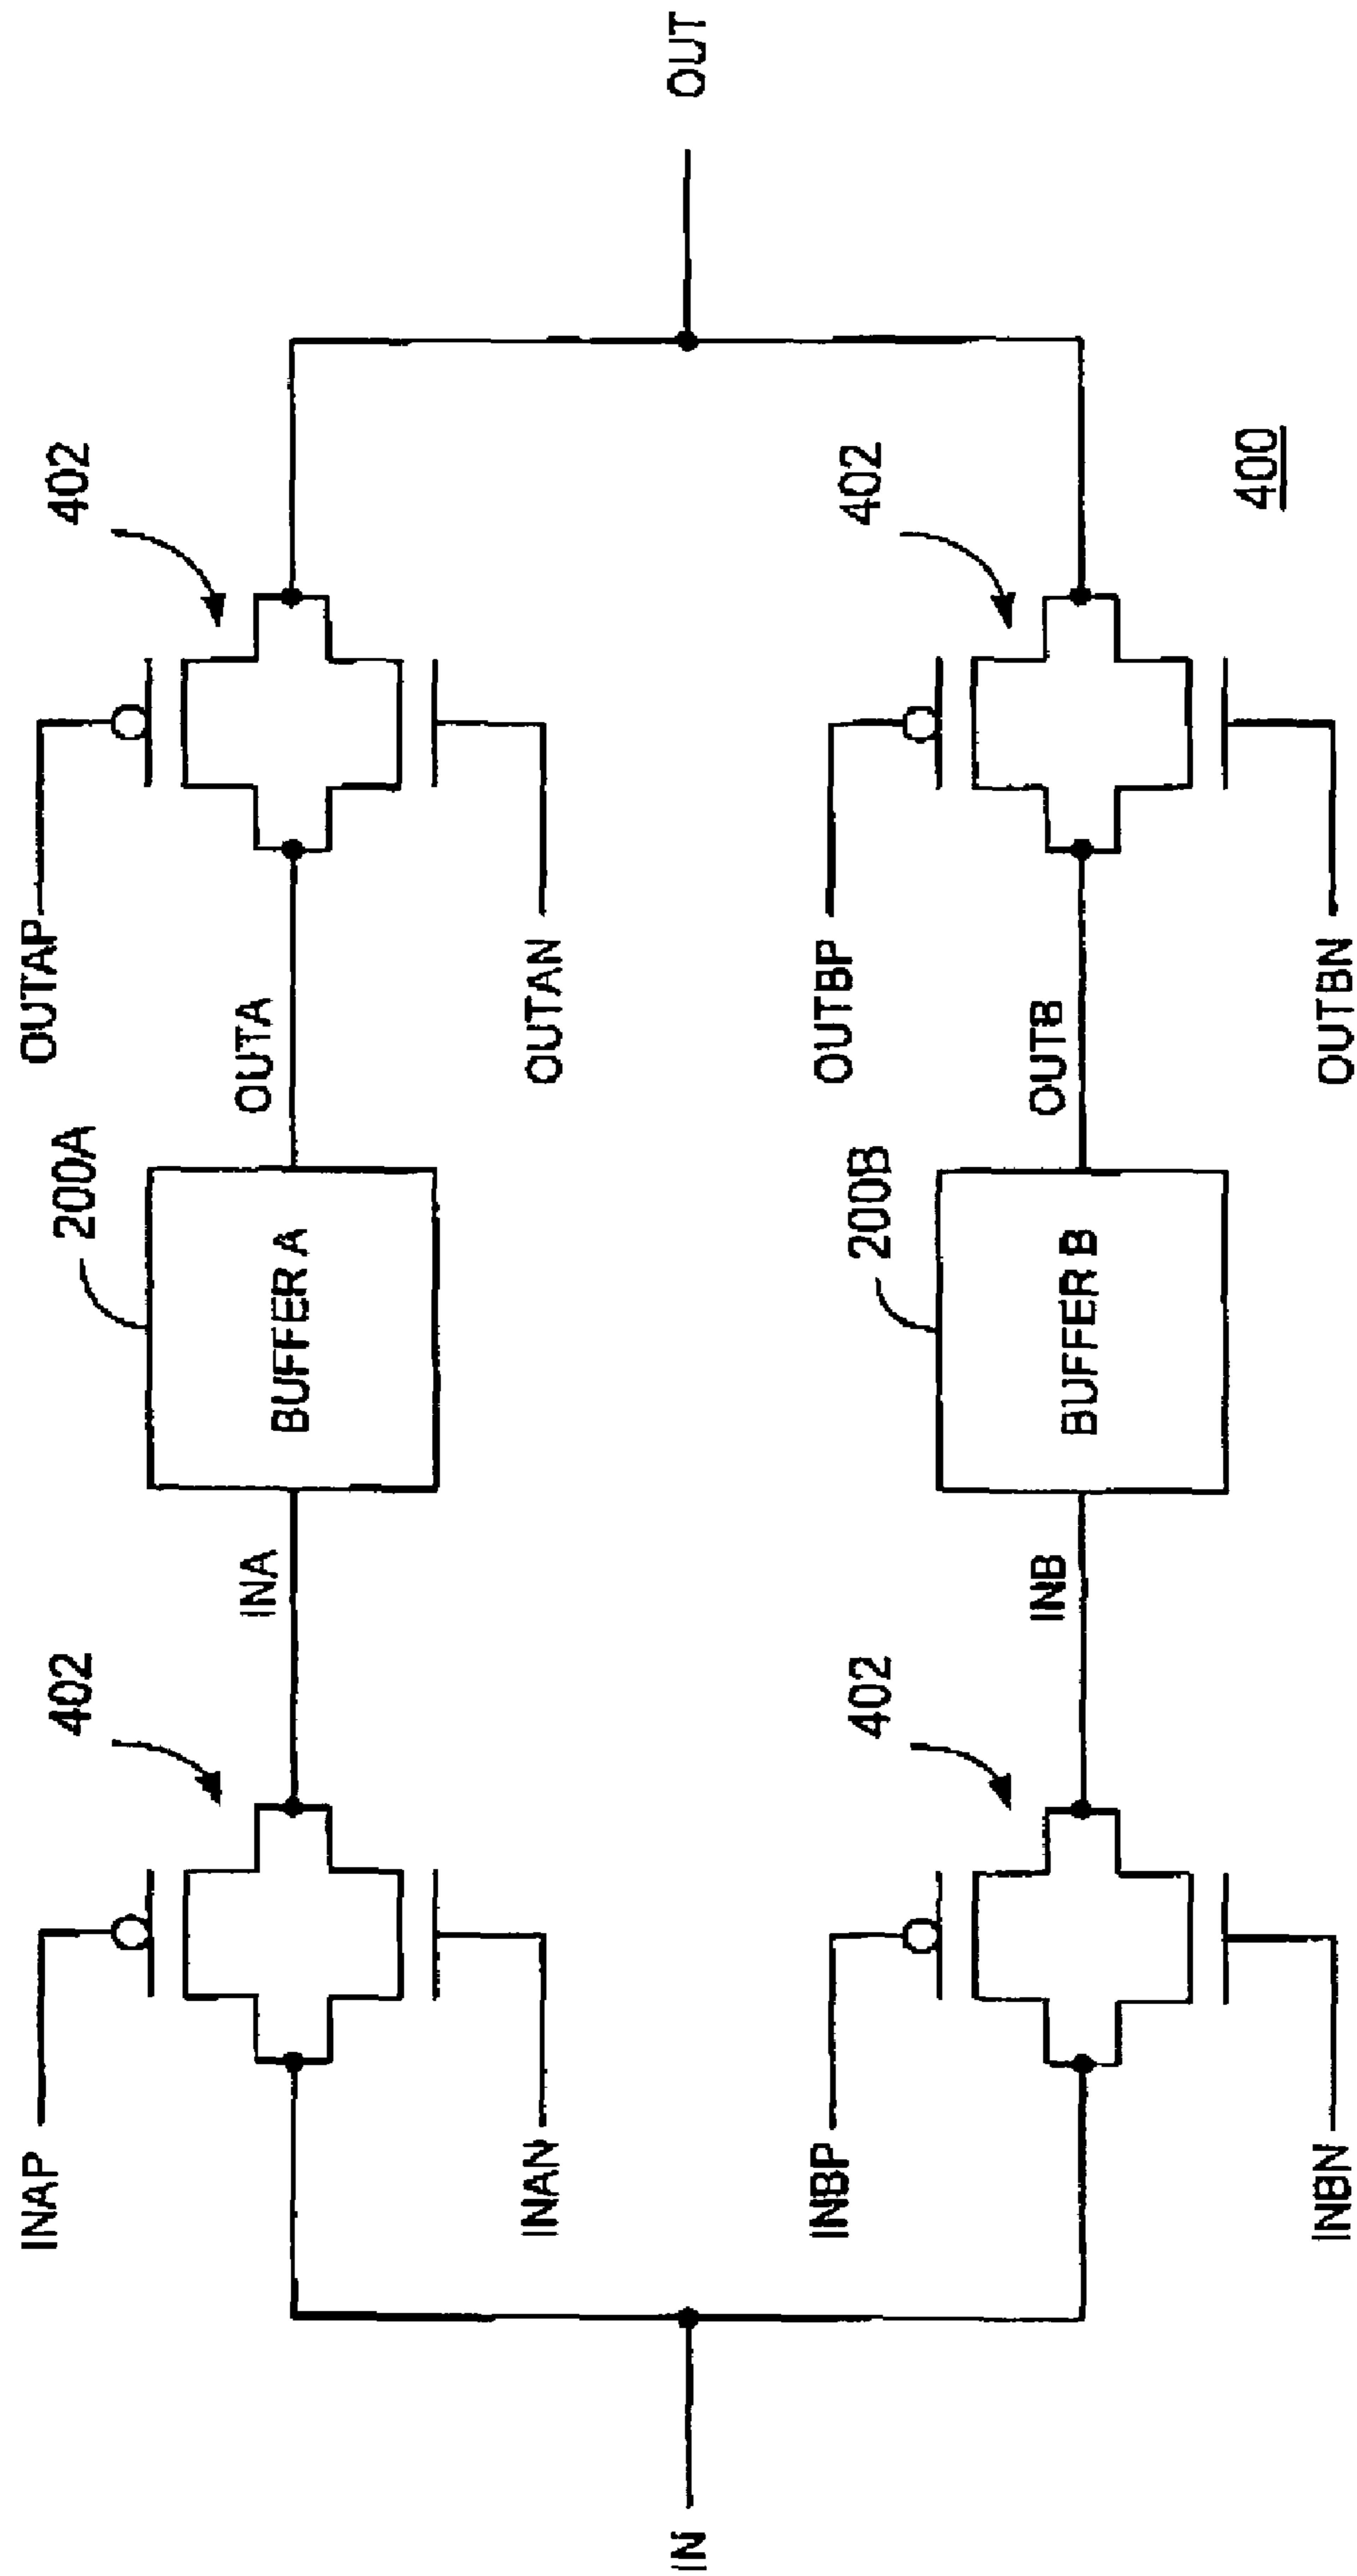 INAP
402
200A
OUTAP
402
INA
BUFFER A
OUTA
INAN
OUTAN
IN
OUT
INBP
402
200B
OUTBP
402
INB
BUFFER B
OUTB
INBN
OUTBN
400